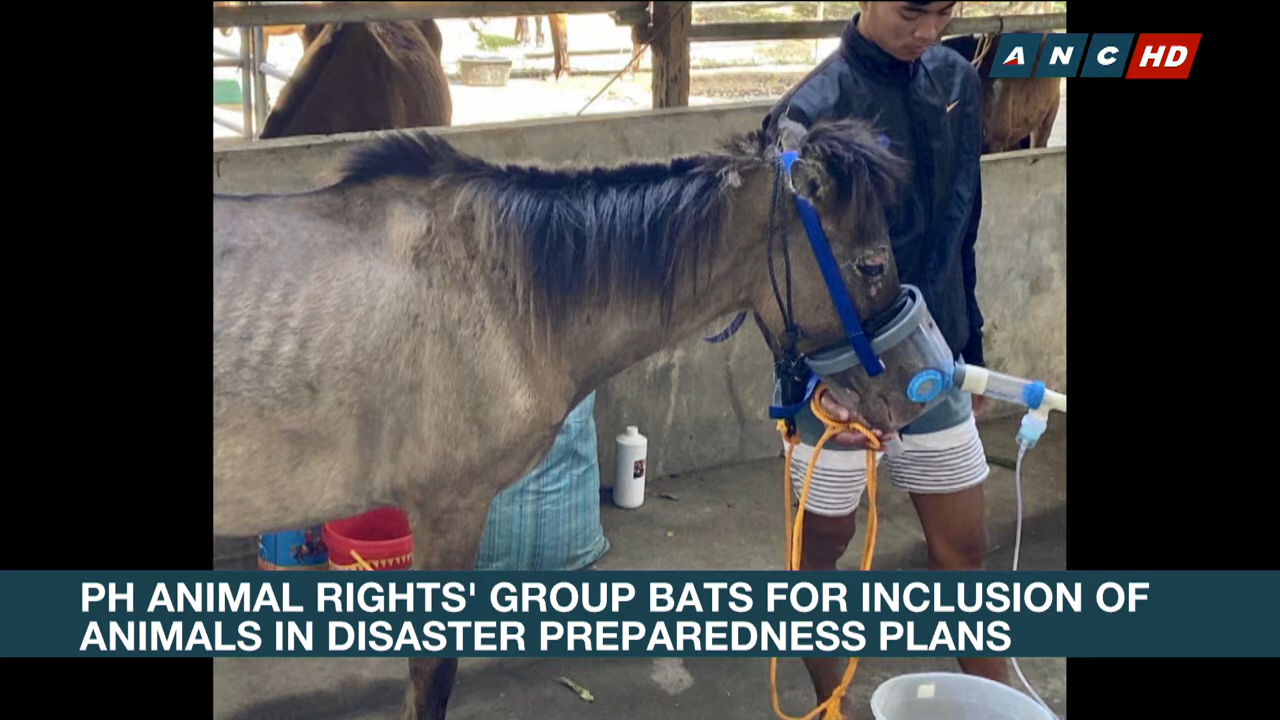 ANC HD
PH ANIMAL RIGHTS' GROUP BATS FOR INCLUSION OF
ANIMALS IN DISASTER PREPAREDNESS PLANS